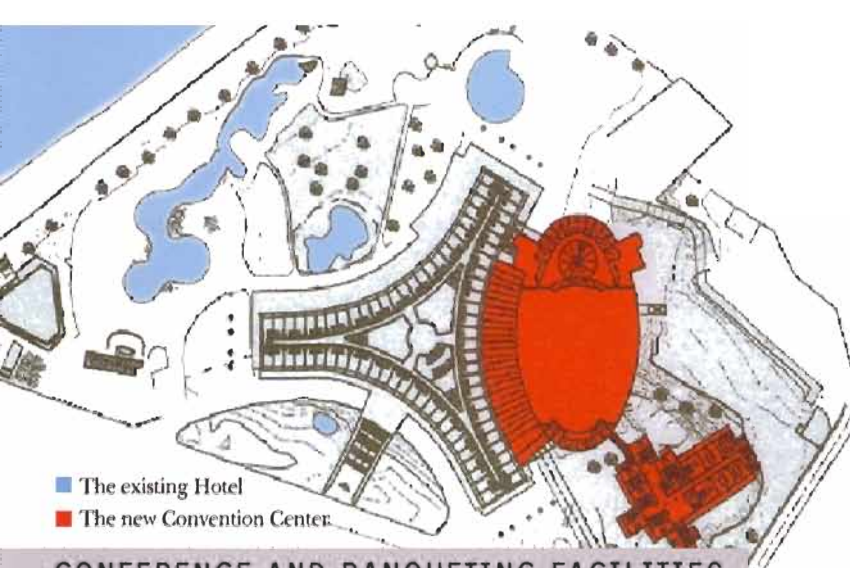 The existing Hotel
The new Convention Center
CONFERENCE AND BANQUETING FACILITIES